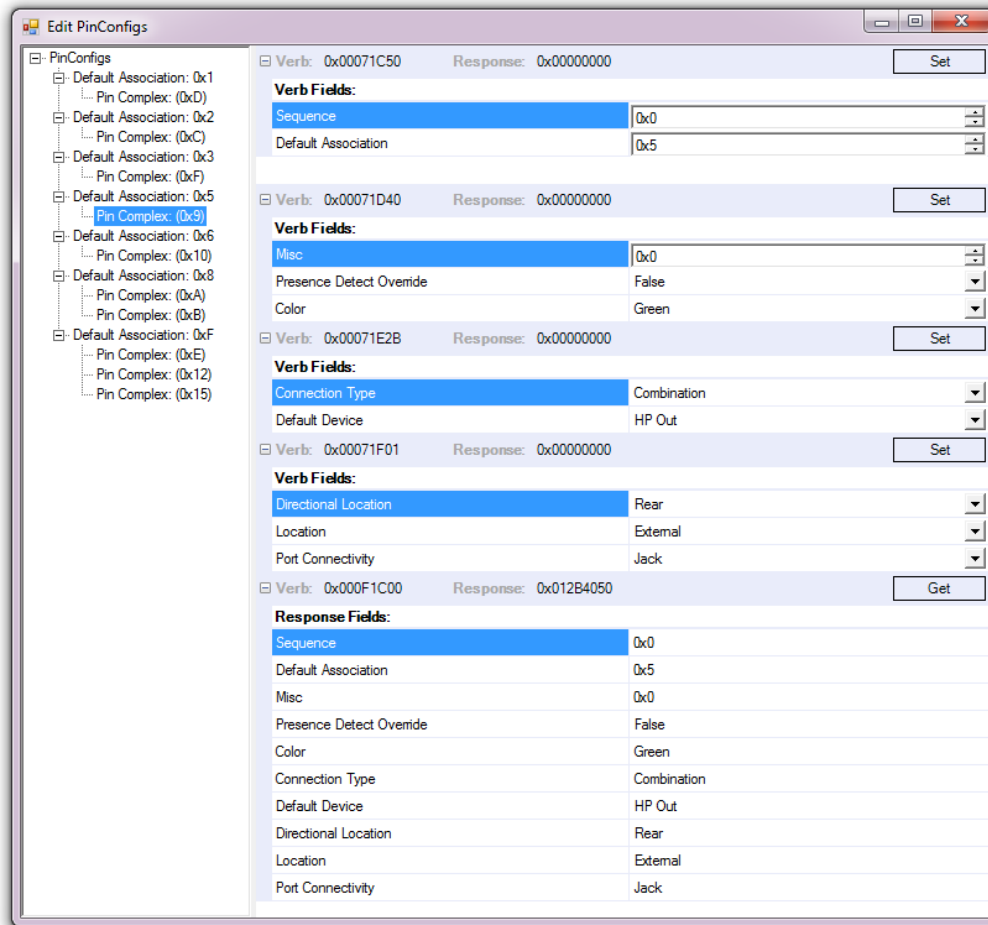 Edit PinConfigs
PinConfigs
Default Association: 0x1
Pin Complex: (0xD)
Default Association: 0x2
Pin Complex: (0xC)
Default Association: 0x3
Pin Complex: (0xF)
Default Association: 0x5
Pin Complex: (0x9)
Default Association: 0x6
Pin Complex: (0x10)
Default Association: 0x8
Pin Complex: (0xA)
Pin Complex: (0xB)
Default Association: 0xF
Pin Complex: (0xE)
Pin Complex: (0x12)
Pin Complex: (0x15)
Verb: 0x00071C50 Response: 0x00000000 Set
Verb Fields:
Sequence 0x0
Default Association 0x5
Verb: 0x00071D40 Response: 0x00000000 Set
Verb Fields:
Misc 0x0
Presence Detect Override False
Color Green
Verb: 0x00071E2B Response: 0x00000000 Set
Verb Fields:
Connection Type Combination
Default Device HP Out
Verb: 0x00071F01 Response: 0x00000000 Set
Verb Fields:
Directional Location Rear
Location External
Port Connectivity Jack
Verb: 0x000F1C00 Response: 0x012B4050 Get
Response Fields:
Sequence 0x0
Default Association 0x5
Misc 0x0
Presence Detect Override False
Color Green
Connection Type Combination
Default Device HP Out
Directional Location Rear
Location External
Port Connectivity Jack